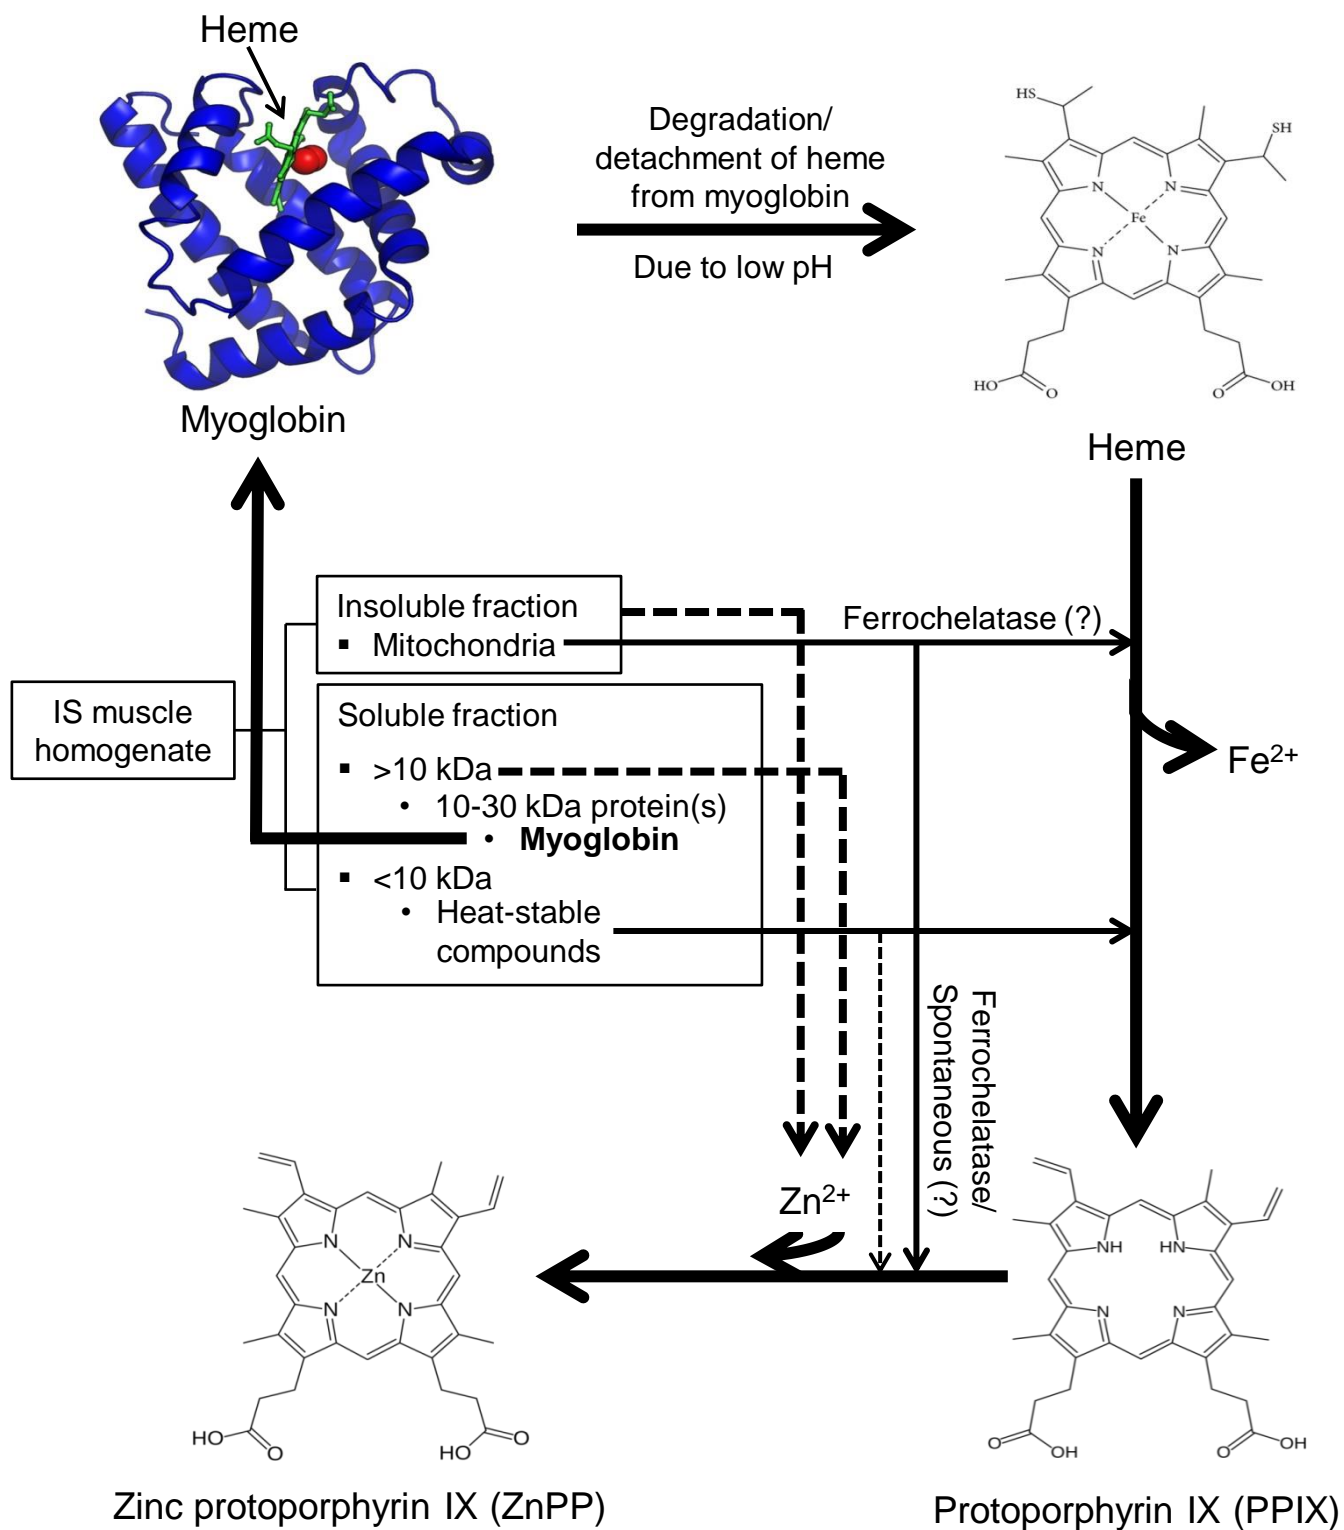 Heme
Degradation/
detachment of heme
from myoglobin
Due to low pH
HS
SH
N
N
Fe
N
N
HO
O
O
OH
Myoglobin
Heme
Insoluble fraction
▪ Mitochondria
Ferrochelatase (?)
IS muscle
homogenate
Soluble fraction
▪ >10 kDa
• 10-30 kDa protein(s)
• Myoglobin
▪ <10 kDa
• Heat-stable
compounds
Fe2+
Ferrochelatase/
Spontaneous (?)
Zn2+
N
N
Zn
N
N
HO
O
HO
O
NH
HN
N
N
O
OH
O
OH
Zinc protoporphyrin IX (ZnPP)
Protoporphyrin IX (PPIX)